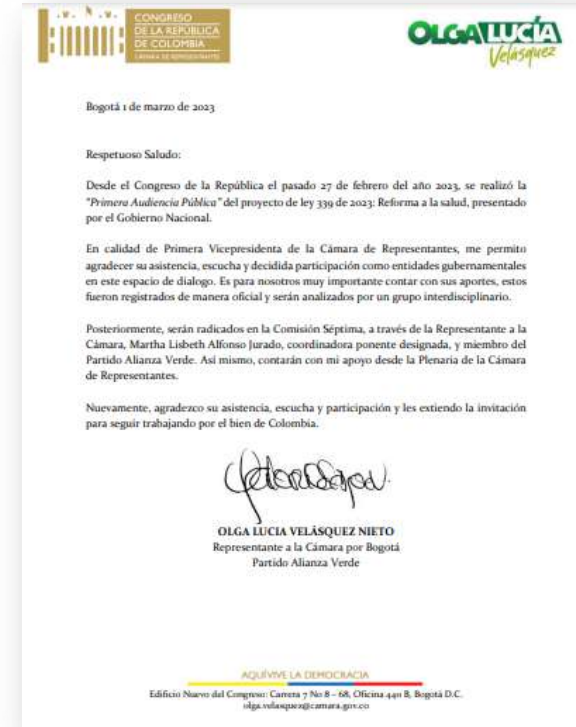 CONGRESO
DE LA REPÚBLICA
DE COLOMBIA
CÁMARA DE REPRESENTANTES
OLGA LUCÍA
Velásquez
Bogotá 1 de marzo de 2023
Respetuoso Saludo:
Desde el Congreso de la República el pasado 27 de febrero del año 2023, se realizó la
"Primera Audiencia Pública" del proyecto de ley 339 de 2023: Reforma a la salud, presentado
por el Gobierno Nacional.
En calidad de Primera Vicepresidenta de la Cámara de Representantes, me permito
agradecer su asistencia, escucha y decidida participación como entidades gubernamentales
en este espacio de dialogo. Es para nosotros muy importante contar con sus aportes, estos
fueron registrados de manera oficial y serán analizados por un grupo interdisciplinario.
Posteriormente, serán radicados en la Comisión Séptima, a través de la Representante a la
Cámara, Martha Lisbeth Alfonso Jurado, coordinadora ponente designada, y miembro del
Partido Alianza Verde. Así mismo, contarán con mi apoyo desde la Plenaria de la Cámara
de Representantes.
Nuevamente, agradezco su asistencia, escucha y participación y les extiendo la invitación
para seguir trabajando por el bien de Colombia.
OLGA LUCIA VELÁSQUEZ NIETO
Representante a la Cámara por Bogotá
Partido Alianza Verde
AQUÍVIVE LA DEMOCRACIA
Edificio Nuevo del Congreso: Carrera 7 No 8 – 68, Oficina 440 B, Bogotá D.C.
olga.velasquez@camara.gov.co